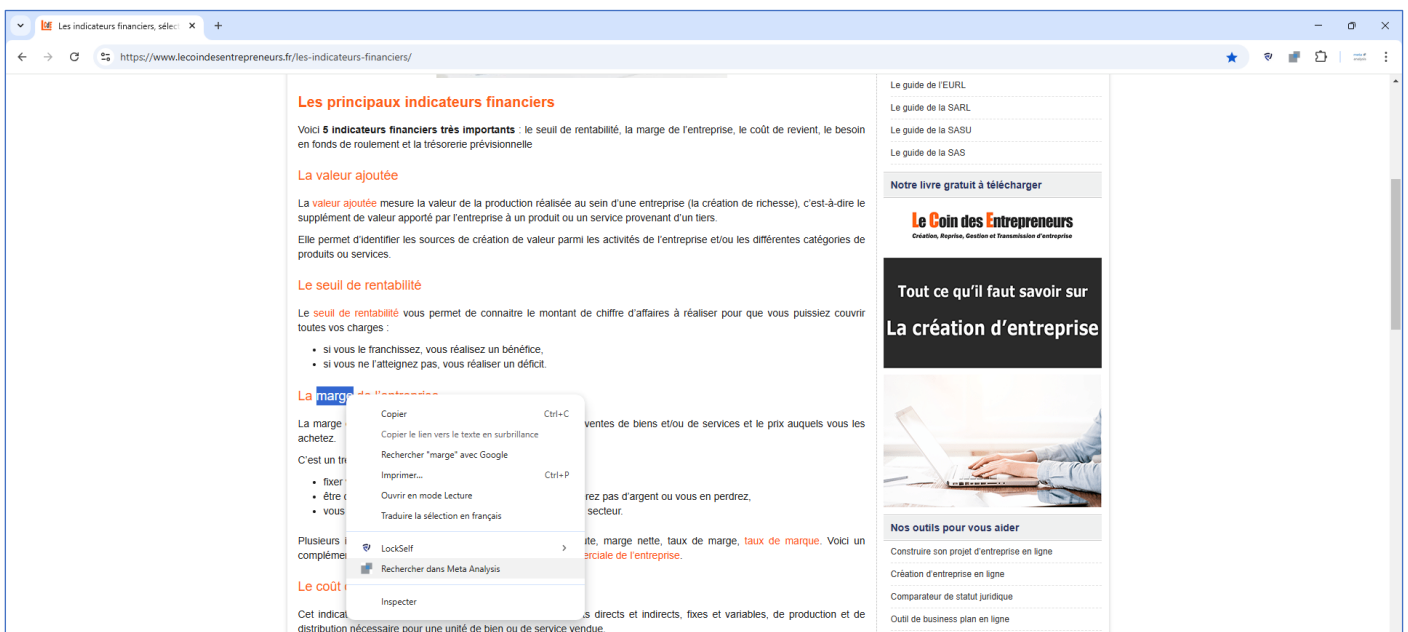 Les indicateurs financiers, sélec
https://www.lecoindesentrepreneurs.fr/les-indicateurs-financiers/
Les principaux indicateurs financiers
Voici 5 indicateurs financiers très importants : le seuil de rentabilité, la marge de l'entreprise, le coût de revient, le besoin
en fonds de roulement et la trésorerie prévisionnelle
La valeur ajoutée
La valeur ajoutée mesure la valeur de la production réalisée au sein d'une entreprise (la création de richesse), c'est-à-dire le
supplément de valeur apporté par l'entreprise à un produit ou un service provenant d'un tiers.
Elle permet d'identifier les sources de création de valeur parmi les activités de l'entreprise et/ou les différentes catégories de
produits ou services.
Le seuil de rentabilité
Le seuil de rentabilité vous permet de connaitre le montant de chiffre d'affaires à réaliser pour que vous puissiez couvrir
toutes vos charges :
• si vous le franchissez, vous réalisez un bénéfice,
• si vous ne l'atteignez pas, vous réaliser un déficit.
La marge de l'entreprise
La marge ventes de biens et/ou de services et le prix auquels vous les
achetez.
C'est un
• fixer
• être rez pas d'argent ou vous en perdrez,
• vous secteur.
Plusieurs marge nette, taux de marge, taux de marque. Voici un
complémen erciale de l'entreprise.
Le coût
Cet indicat directs et indirects, fixes et variables, de production et de
distribution nécessaire pour une unité de bien ou de service vendue.
Copier Ctrl+C
Copier le lien vers le texte en surbrillance
Rechercher "marge" avec Google
Imprimer... Ctrl+P
Ouvrir en mode Lecture
Traduire la sélection en français
LockSelf
Rechercher dans Meta Analysis
Inspecter
Le guide de l'EURL
Le guide de la SARL
Le guide de la SASU
Le guide de la SAS
Notre livre gratuit à télécharger
Le Coin des Entrepreneurs
Création, Reprise, Gestion et Transmission d'entreprise
Tout ce qu'il faut savoir sur
La création d'entreprise
Nos outils pour vous aider
Construire son projet d'entreprise en ligne
Création d'entreprise en ligne
Comparateur de statut juridique
Outil de business plan en ligne